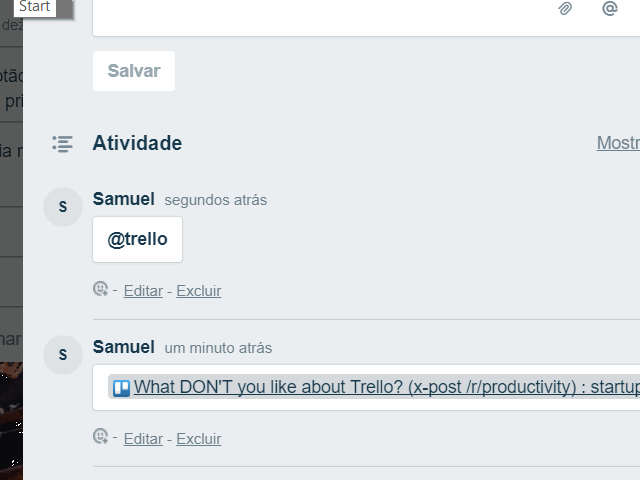 Start
dez
otão
pri
Salvar
ia r
Atividade
Mostr
S
Samuel segundos atrás
@trello
- Editar - Excluir
nar
S
Samuel um minuto atrás
What DON'T you like about Trello? (x-post /r/productivity) : startup
- Editar - Excluir